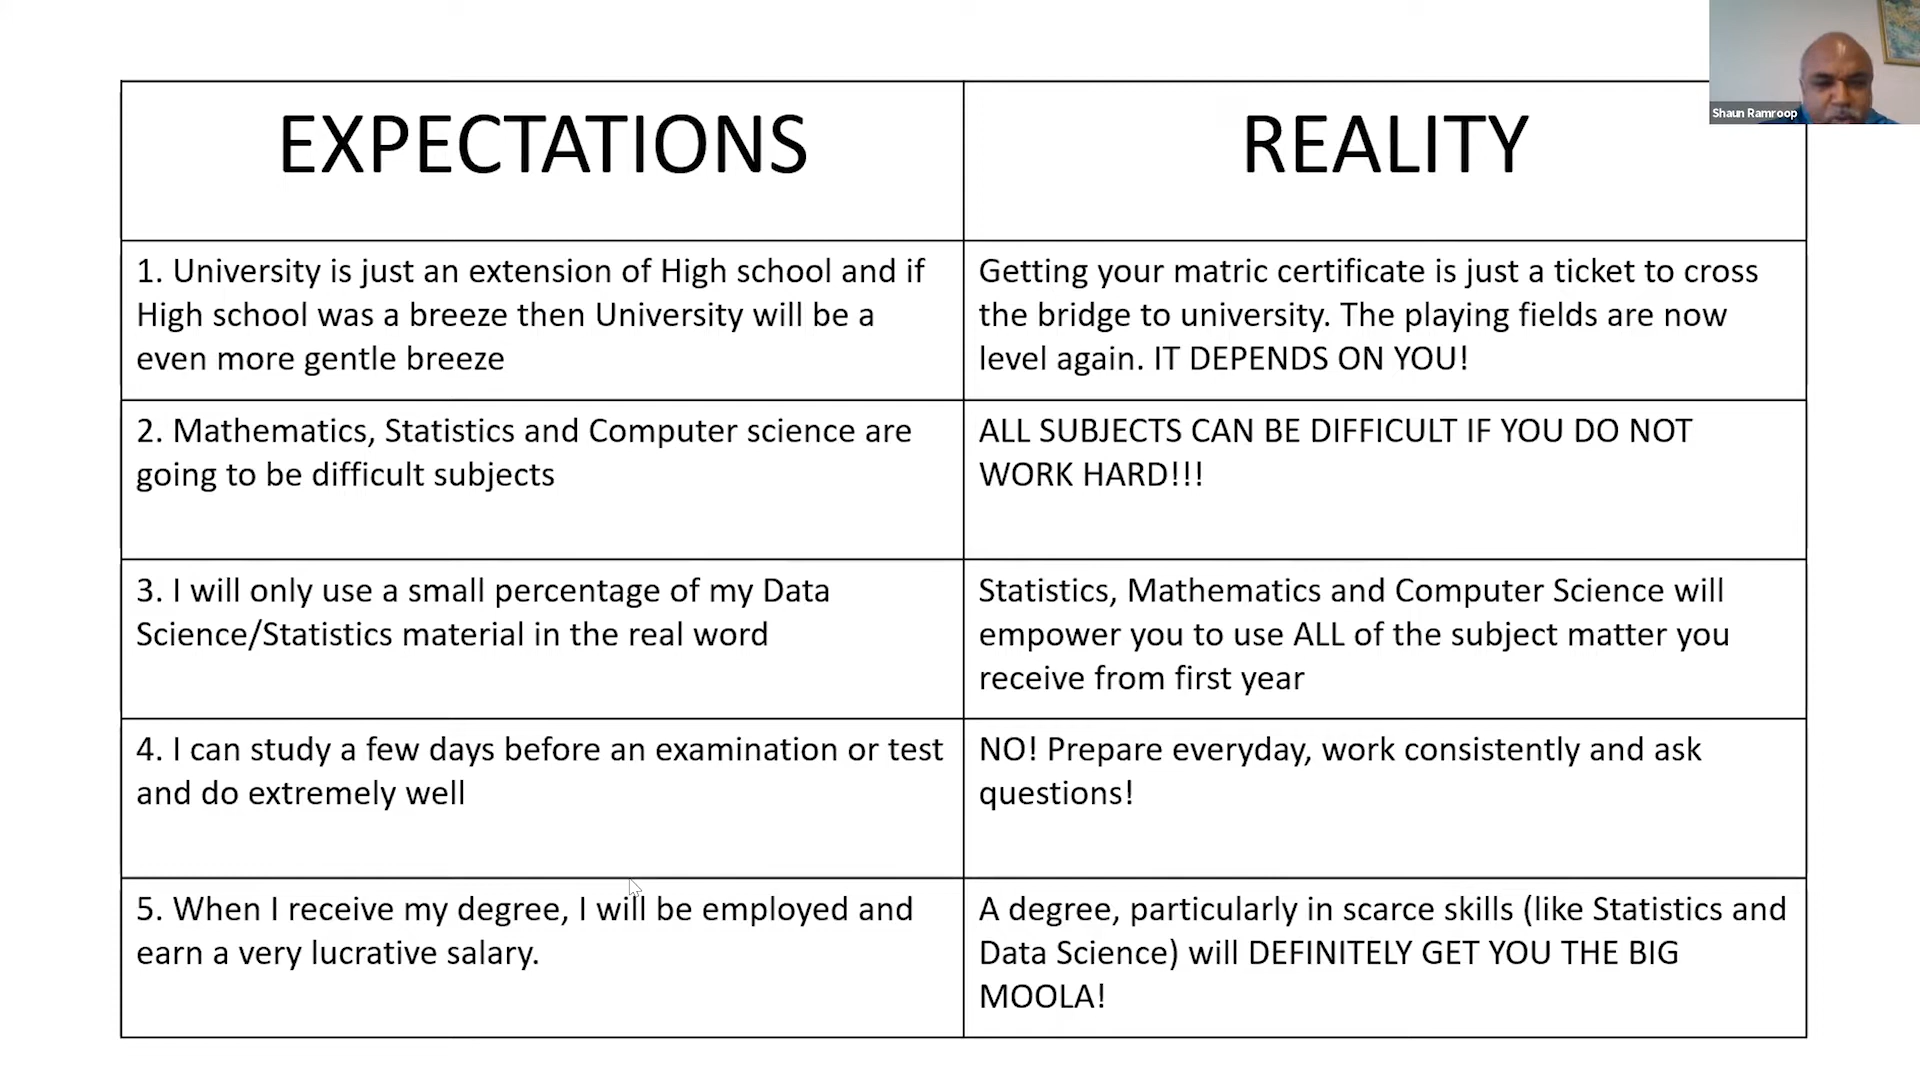 EXPECTATIONS
REALITY
Shaun Ramroop
1. University is just an extension of High school and if
High school was a breeze then University will be a
even more gentle breeze
Getting your matric certificate is just a ticket to cross
the bridge to university. The playing fields are now
level again. IT DEPENDS ON YOU!
2. Mathematics, Statistics and Computer science are
going to be difficult subjects
ALL SUBJECTS CAN BE DIFFICULT IF YOU DO NOT
WORK HARD!!!
3. I will only use a small percentage of my Data
Science/Statistics material in the real word
Statistics, Mathematics and Computer Science will
empower you to use ALL of the subject matter you
receive from first year
4. I can study a few days before an examination or test
and do extremely well
NO! Prepare everyday, work consistently and ask
questions!
5. When I receive my degree, I will be employed and
earn a very lucrative salary.
A degree, particularly in scarce skills (like Statistics and
Data Science) will DEFINITELY GET YOU THE BIG
MOOLA!